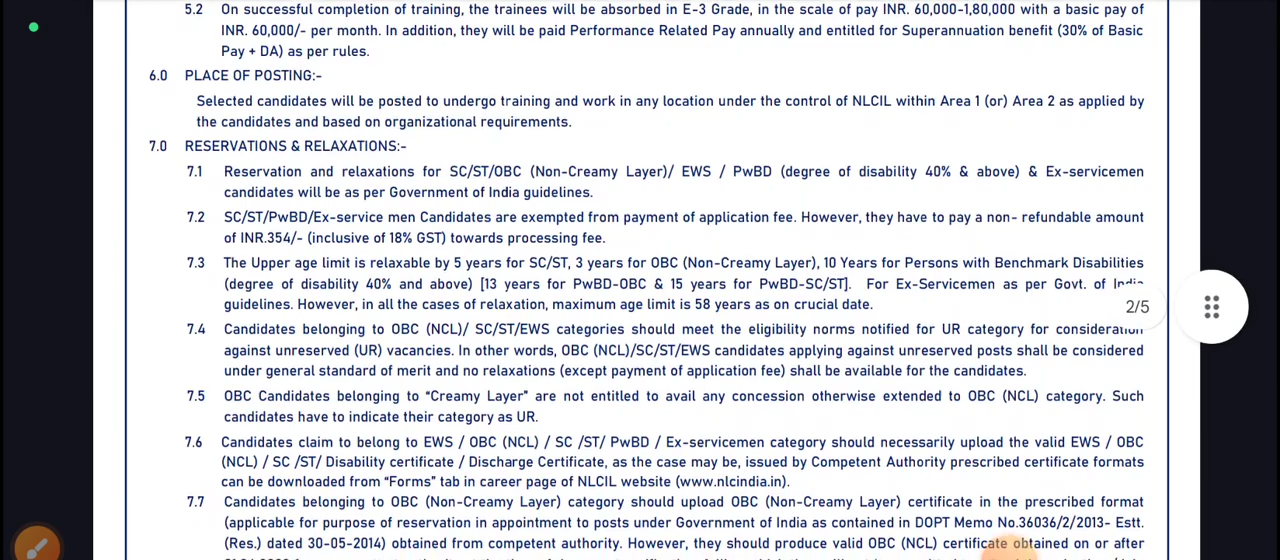 5.2 On successful completion of training, the trainees will be absorbed in E-3 Grade, in the scale of pay INR. 60,000-1,80,000 with a basic pay of
INR. 60,000/- per month. In addition, they will be paid Performance Related Pay annually and entitled for Superannuation benefit (30% of Basic
Pay + DA) as per rules.
6.0 PLACE OF POSTING:-
Selected candidates will be posted to undergo training and work in any location under the control of NLCIL within Area 1 (or) Area 2 as applied by
the candidates and based on organizational requirements.
7.0 RESERVATIONS & RELAXATIONS:-
7.1 Reservation and relaxations for SC/ST/OBC (Non-Creamy Layer)/ EWS / PwBD (degree of disability 40% & above) & Ex-servicemen
candidates will be as per Government of India guidelines.
7.2 SC/ST/PwBD/Ex-service men Candidates are exempted from payment of application fee. However, they have to pay a non- refundable amount
of INR.354/- (inclusive of 18% GST) towards processing fee.
7.3 The Upper age limit is relaxable by 5 years for SC/ST, 3 years for OBC (Non-Creamy Layer), 10 Years for Persons with Benchmark Disabilities
(degree of disability 40% and above) [13 years for PwBD-OBC & 15 years for PwBD-SC/ST]. For Ex-Servicemen as per Govt. of India
guidelines. However, in all the cases of relaxation, maximum age limit is 58 years as on crucial date.
2/5
7.4 Candidates belonging to OBC (NCL)/ SC/ST/EWS categories should meet the eligibility norms notified for UR category for consideration
against unreserved (UR) vacancies. In other words, OBC (NCL)/SC/ST/EWS candidates applying against unreserved posts shall be considered
under general standard of merit and no relaxations (except payment of application fee) shall be available for the candidates.
7.5 OBC Candidates belonging to “Creamy Layer” are not entitled to avail any concession otherwise extended to OBC (NCL) category. Such
candidates have to indicate their category as UR.
7.6 Candidates claim to belong to EWS / OBC (NCL) / SC /ST/ PwBD / Ex-servicemen category should necessarily upload the valid EWS / OBC
(NCL) / SC /ST/ Disability certificate / Discharge Certificate, as the case may be, issued by Competent Authority prescribed certificate formats
can be downloaded from “Forms” tab in career page of NLCIL website (www.nlcindia.in).
7.7 Candidates belonging to OBC (Non-Creamy Layer) category should upload OBC (Non-Creamy Layer) certificate in the prescribed format
(applicable for purpose of reservation in appointment to posts under Government of India as contained in DOPT Memo No.36036/2/2013- Estt.
(Res.) dated 30-05-2014) obtained from competent authority. However, they should produce valid OBC (NCL) certificate obtained on or after